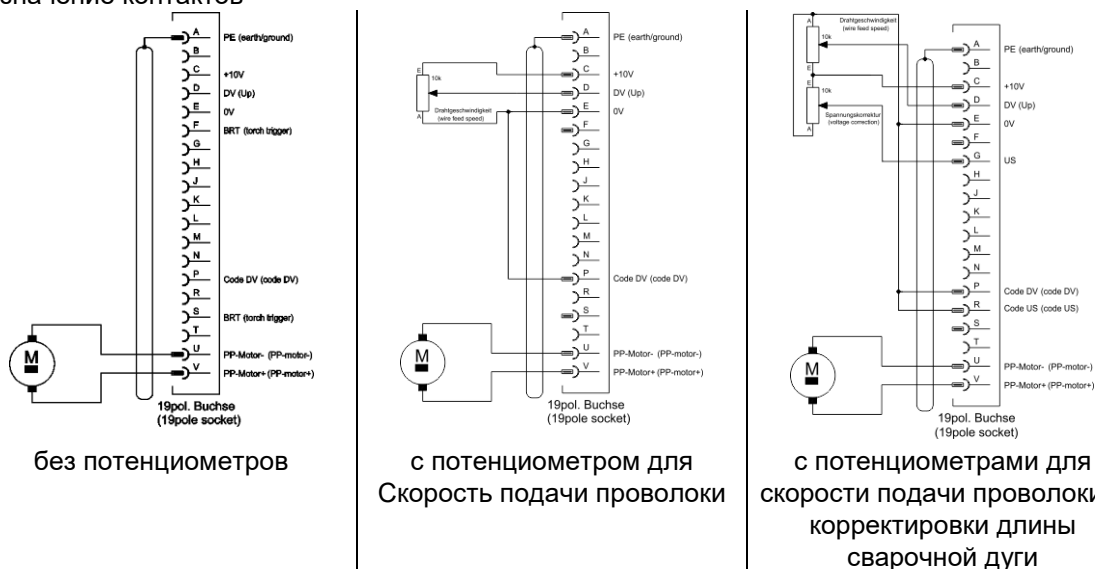 значение контактов
A
PE (earth/ground)
B
C
+10V
D
DV (Up)
E
0V
F
BRT (torch trigger)
G
H
J
K
L
M
N
P
Code DV (code DV)
R
S
BRT (torch trigger)
T
U
PP-Motor- (PP-motor-)
V
PP-Motor+ (PP-motor+)
M
19pol. Buchse
(19pole socket)
без потенциометров
A
PE (earth/ground)
B
E
10k
C
+10V
D
DV (Up)
A
Drahtgeschwindigkeit
(wire feed speed)
E
0V
F
G
H
J
K
L
M
N
P
Code DV (code DV)
R
S
T
U
PP-Motor- (PP-motor-)
V
PP-Motor+ (PP-motor+)
M
19pol. Buchse
(19pole socket)
с потенциометром для
Скорость подачи проволоки
A
Drahtgeschwindigkeit
(wire feed speed)
10k
E
A
PE (earth/ground)
B
E
10k
C
+10V
D
DV (Up)
Spannungskorrektur
(voltage correction)
A
E
0V
F
G
US
H
J
K
L
M
N
P
Code DV (code DV)
R
Code US (code US)
S
T
U
PP-Motor- (PP-motor-)
V
PP-Motor+ (PP-motor+)
M
19pol. Buchse
(19pole socket)
с потенциометрами для
скорости подачи проволоки
корректировки длины
сварочной дуги